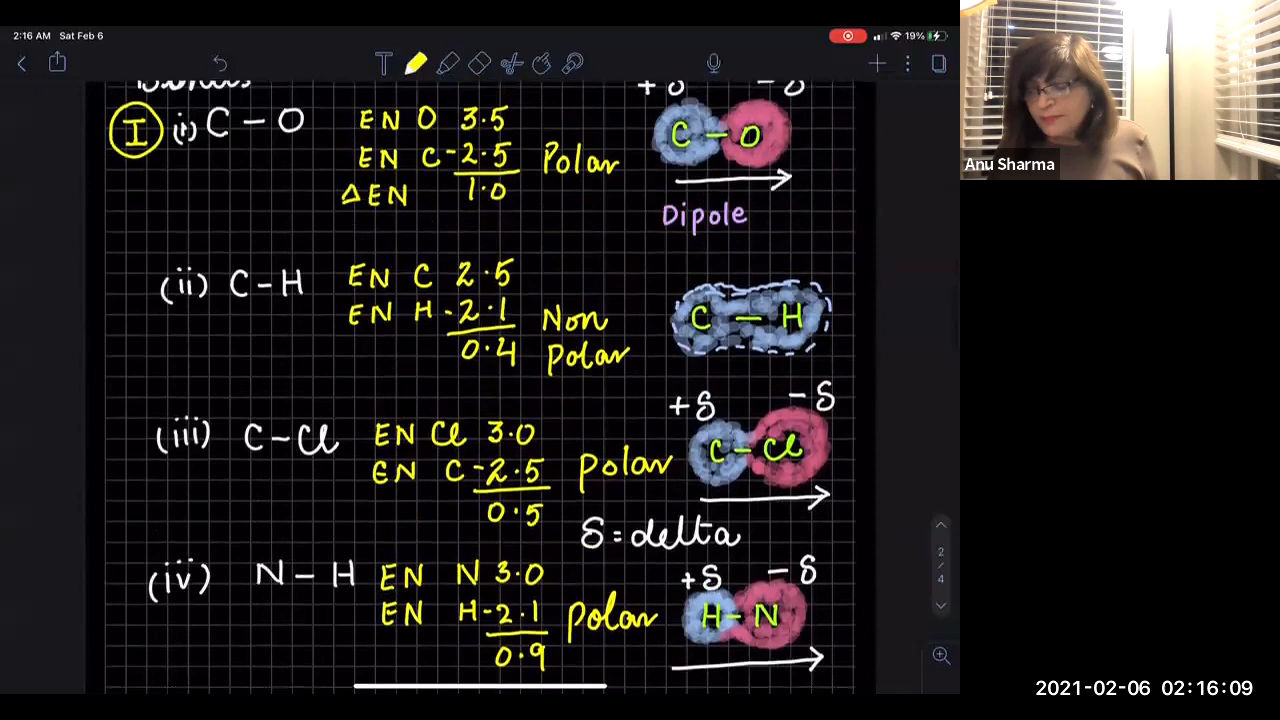 2:16 AM Sat Feb 6
19%
+δ -δ
I (i) C - O EN O 3.5 C - O
EN C -2.5 Polar
ΔEN 1.0
Dipole
(ii) C-H EN C 2.5
EN H -2.1 Non C - H
0.4 Polar
+δ -δ
(iii) C-Cl EN Cl 3.0 C-Cl
EN C -2.5 polar
0.5
δ = delta
+δ -δ
(iv) N - H EN N 3.0
EN H -2.1 polar H - N
0.9
2
/
4
Anu Sharma
2021-02-06 02:16:09